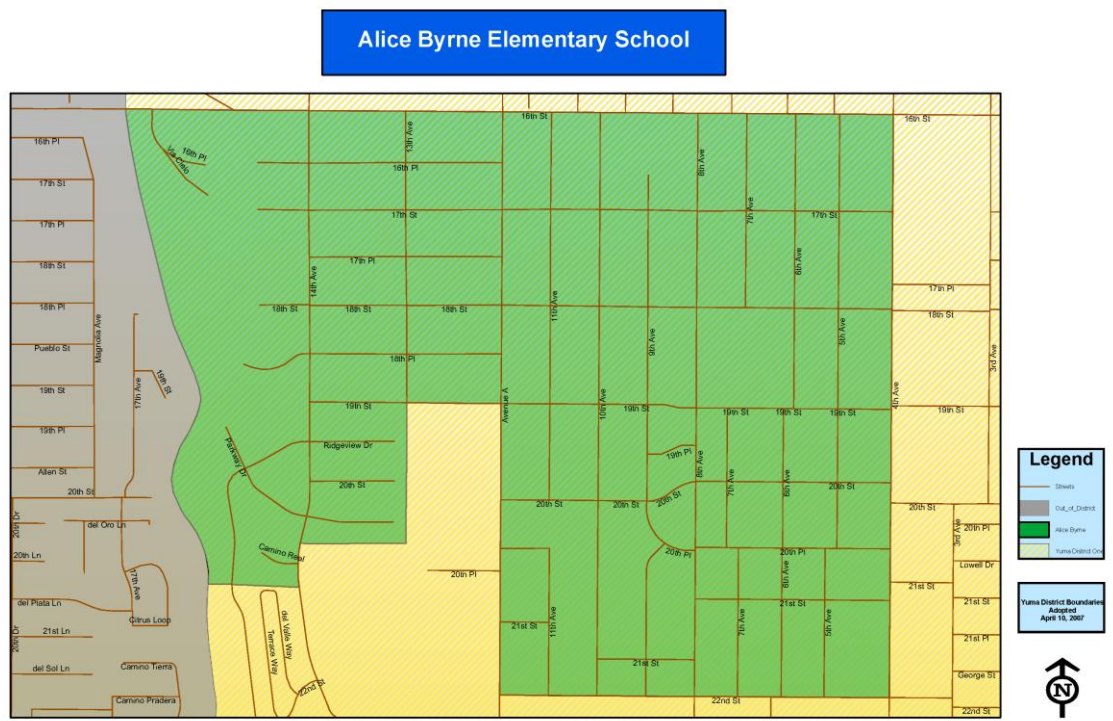 Alice Byrne Elementary School
16th St
16th St
16th Pl
Via Cielo
16th Pl
13th Ave
16th Pl
8th Ave
17th St
17th St
17th St
7th Ave
17th Pl
17th Pl
6th Ave
18th St
14th Ave
17th Pl
18th Pl
18th St
18th St
18th St
11th Ave
18th St
Magnolia Ave
Pueblo St
9th Ave
5th Ave
3rd Ave
18th Pl
19th St
17th Ave
19th St
Avenue A
10th Ave
4th Ave
19th St
19th St
19th St
19th St
19th St
19th St
19th Pl
Parkway Dr
Ridgeview Dr
19th Pl
8th Ave
Allen St
20th St
7th Ave
6th Ave
20th St
20th St
20th St
20th St
20th St
20th St
20th St
20th Dr
del Oro Ln
3rd Ave
20th Pl
20th Ln
Camino Real
20th Pl
20th Pl
Lowell Dr
17th Ave
20th Pl
6th Ave
21st St
del Plata Ln
21st St
21st St
Citrus Loop
del Valle Way
Terrace Way
11th Ave
21st St
7th Ave
5th Ave
20th Dr
21st Ln
21st Pl
del Sol Ln
Camino Tierra
21st St
George St
22nd St
Camino Pradera
22nd St
22nd St
Legend
Streets
Out_of_District
Alice Byrne
Yuma District One
Yuma District Boundaries
Adopted
April 10, 2007
N